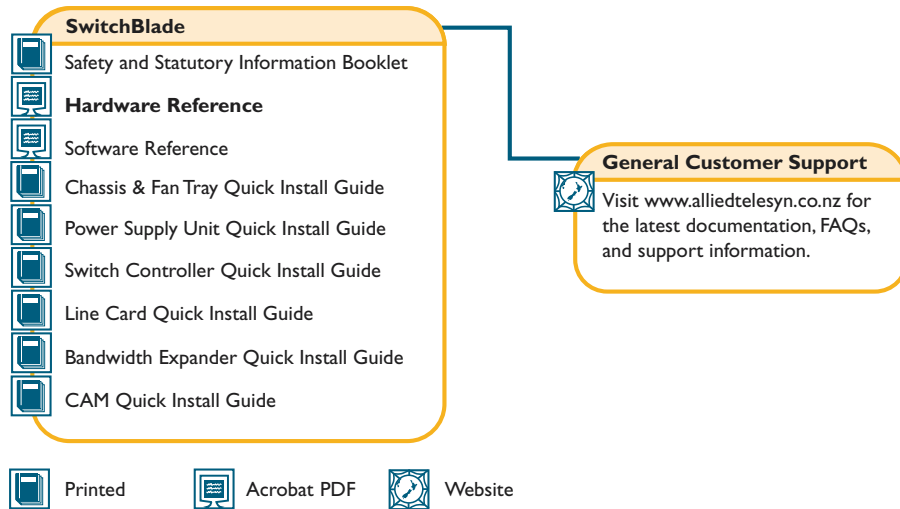 SwitchBlade
Safety and Statutory Information Booklet
Hardware Reference
Software Reference
Chassis & Fan Tray Quick Install Guide
Power Supply Unit Quick Install Guide
Switch Controller Quick Install Guide
Line Card Quick Install Guide
Bandwidth Expander Quick Install Guide
CAM Quick Install Guide
General Customer Support
Visit www.alliedtelesyn.co.nz for
the latest documentation, FAQs,
and support information.
Printed
Acrobat PDF
Website